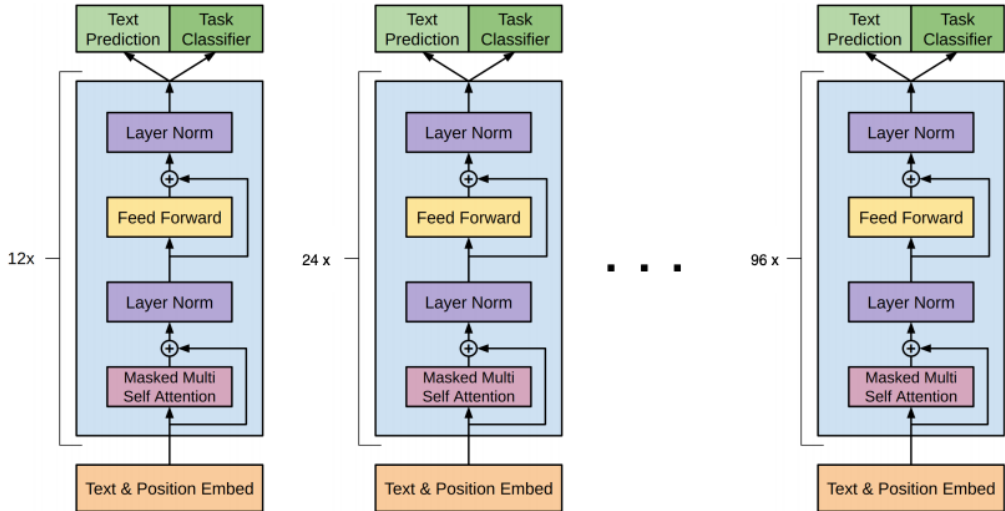 Text
Prediction
Task
Classifier
Layer Norm
Feed Forward
12x
Layer Norm
Masked Multi
Self Attention
Text & Position Embed
Text
Prediction
Task
Classifier
Layer Norm
Feed Forward
24 x
Layer Norm
Masked Multi
Self Attention
Text & Position Embed
. . .
Text
Prediction
Task
Classifier
Layer Norm
Feed Forward
96 x
Layer Norm
Masked Multi
Self Attention
Text & Position Embed